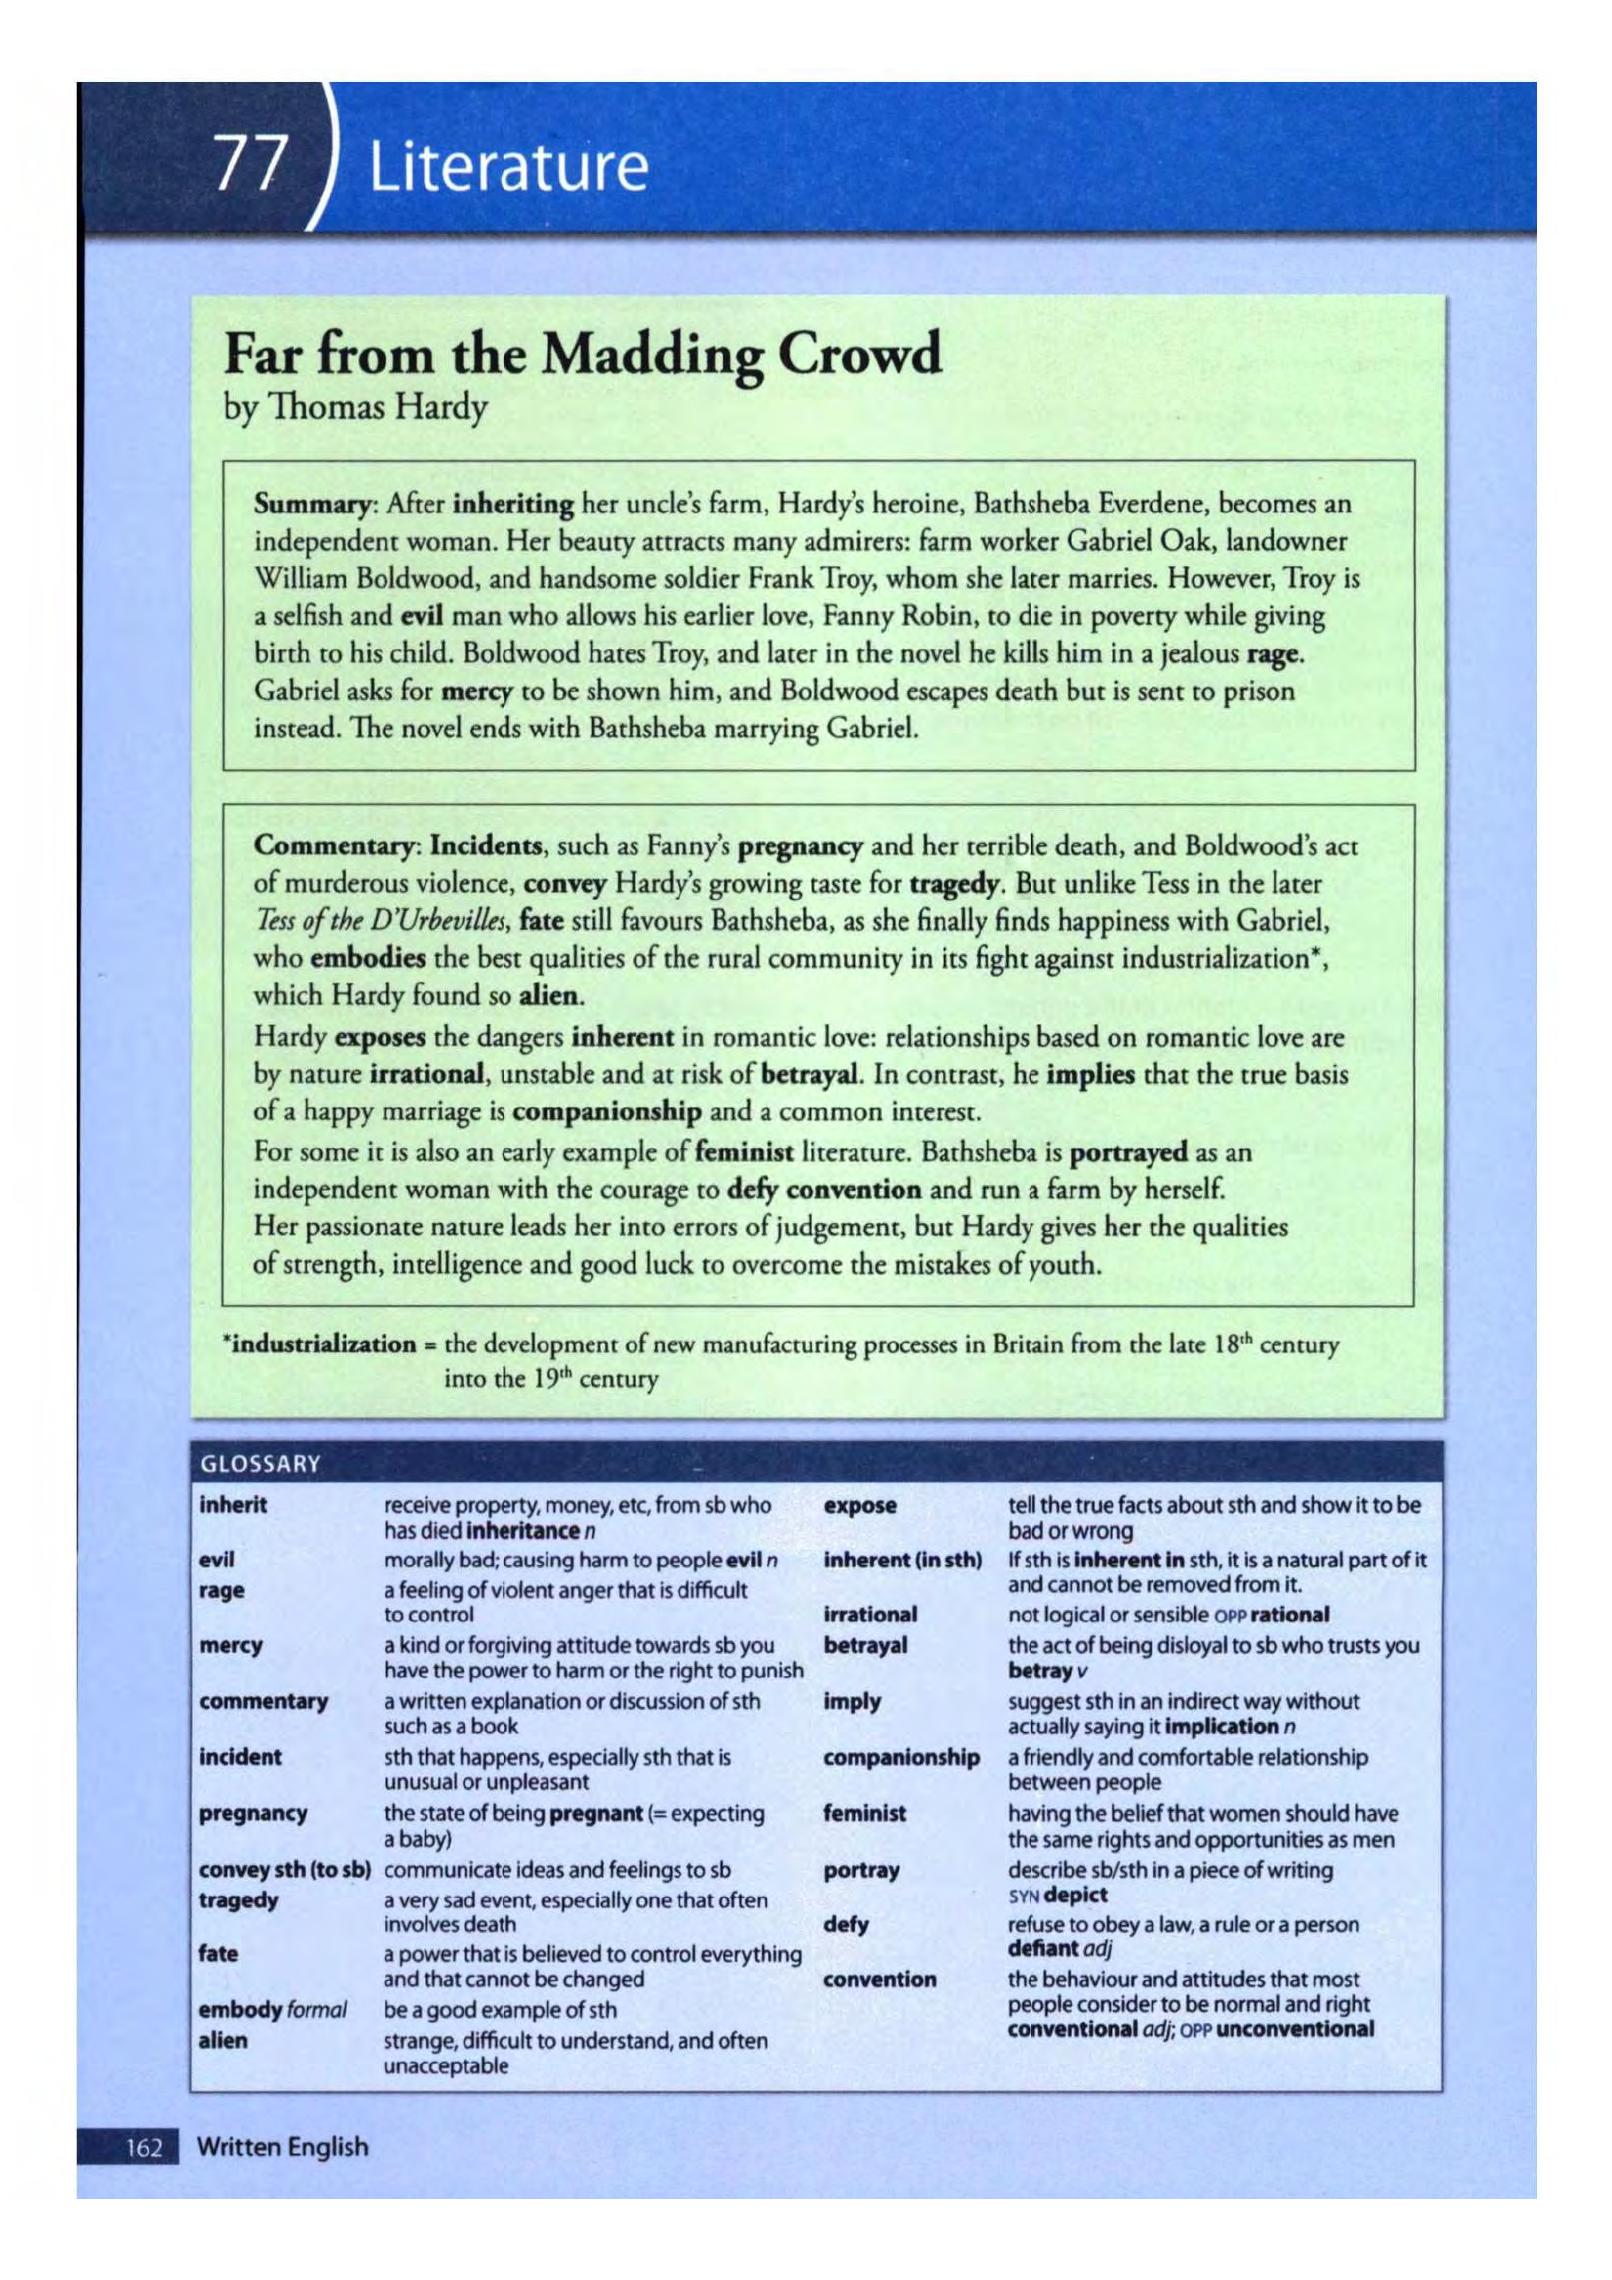 77
Literature
Far from the Madding Crowd
by Thomas Hardy
Summary: After inheriting her uncle's farm, Hardy's heroine, Bathsheba Everdene, becomes an
independent woman. Her beauty attracts many admirers: farm worker Gabriel Oak, landowner
William Boldwood, and handsome soldier Frank Troy, whom she later marries. However, Troy is
a selfish and evil man who allows his earlier love, Fanny Robin, to die in poverty while giving
birth to his child. Boldwood hates Troy, and later in the novel he kills him in a jealous rage.
Gabriel asks for mercy to be shown him, and Boldwood escapes death but is sent to prison
instead. The novel ends with Bathsheba marrying Gabriel.
Commentary: Incidents, such as Fanny's pregnancy and her terrible death, and Boldwood's act
of murderous violence, convey Hardy's growing taste for tragedy. But unlike Tess in the later
Tess of the D'Urbevilles, fate still favours Bathsheba, as she finally finds happiness with Gabriel,
who embodies the best qualities of the rural community in its fight against industrialization*,
which Hardy found so alien.
Hardy exposes the dangers inherent in romantic love: relationships based on romantic love are
by nature irrational, unstable and at risk of betrayal. In contrast, he implies that the true basis
of a happy marriage is companionship and a common interest.
For some it is also an early example of feminist literature. Bathsheba is portrayed as an
independent woman with the courage to defy convention and run a farm by herself.
Her passionate nature leads her into errors of judgement, but Hardy gives her the qualities
of strength, intelligence and good luck to overcome the mistakes of youth.
*industrialization = the development of new manufacturing processes in Britain from the late 18th century
into the 19th century
GLOSSARY
inherit receive property, money, etc, from sb who
has died inheritance n
evil morally bad; causing harm to people evil n
rage a feeling of violent anger that is difficult
to control
mercy a kind or forgiving attitude towards sb you
have the power to harm or the right to punish
commentary a written explanation or discussion of sth
such as a book
incident sth that happens, especially sth that is
unusual or unpleasant
pregnancy the state of being pregnant (= expecting
a baby)
convey sth (to sb) communicate ideas and feelings to sb
tragedy a very sad event, especially one that often
involves death
fate a power that is believed to control everything
and that cannot be changed
embody formal be a good example of sth
alien strange, difficult to understand, and often
unacceptable
expose tell the true facts about sth and show it to be
bad or wrong
inherent (in sth) If sth is inherent in sth, it is a natural part of it
and cannot be removed from it.
irrational not logical or sensible OPP rational
betrayal the act of being disloyal to sb who trusts you
betray v
imply suggest sth in an indirect way without
actually saying it implication n
companionship a friendly and comfortable relationship
between people
feminist having the belief that women should have
the same rights and opportunities as men
portray describe sb/sth in a piece of writing
SYN depict
defy refuse to obey a law, a rule or a person
defiant adj
convention the behaviour and attitudes that most
people consider to be normal and right
conventional adj; OPP unconventional
162 Written English